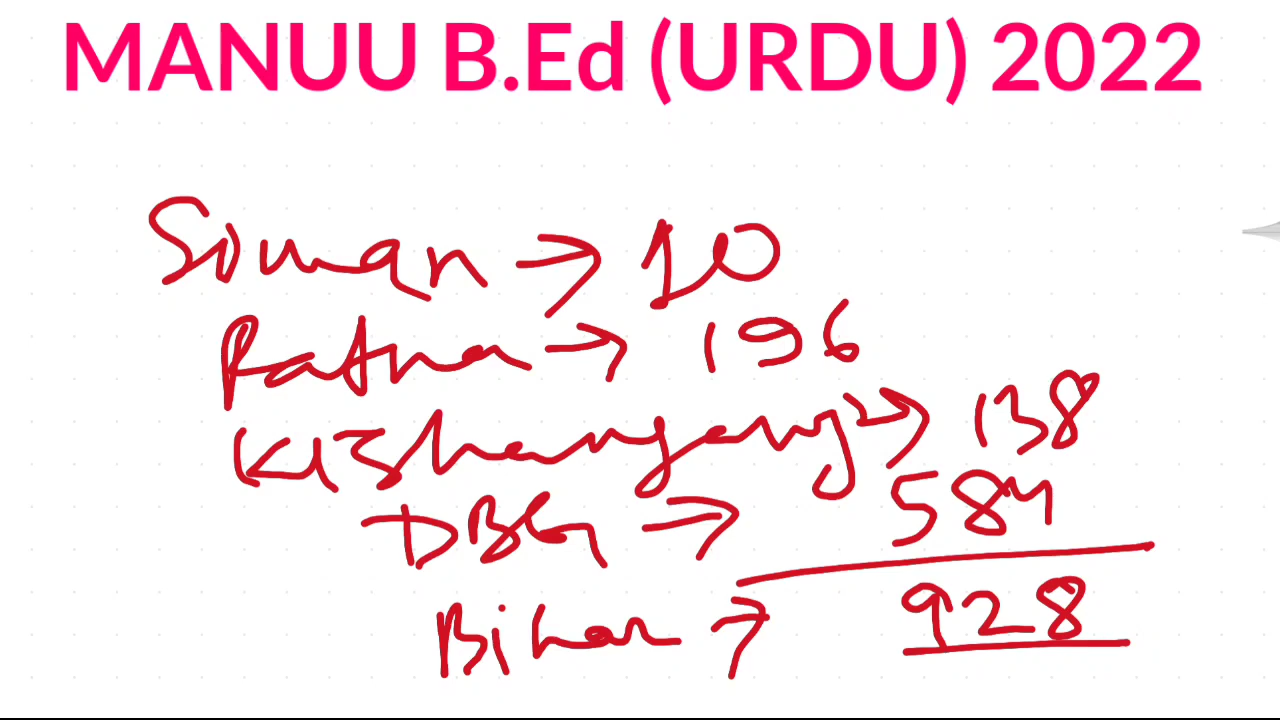 MANUU B.Ed (URDU) 2022
Siwan → 10
Patna → 196
Kishanganj → 138
DBG → 584
Bihar → 928